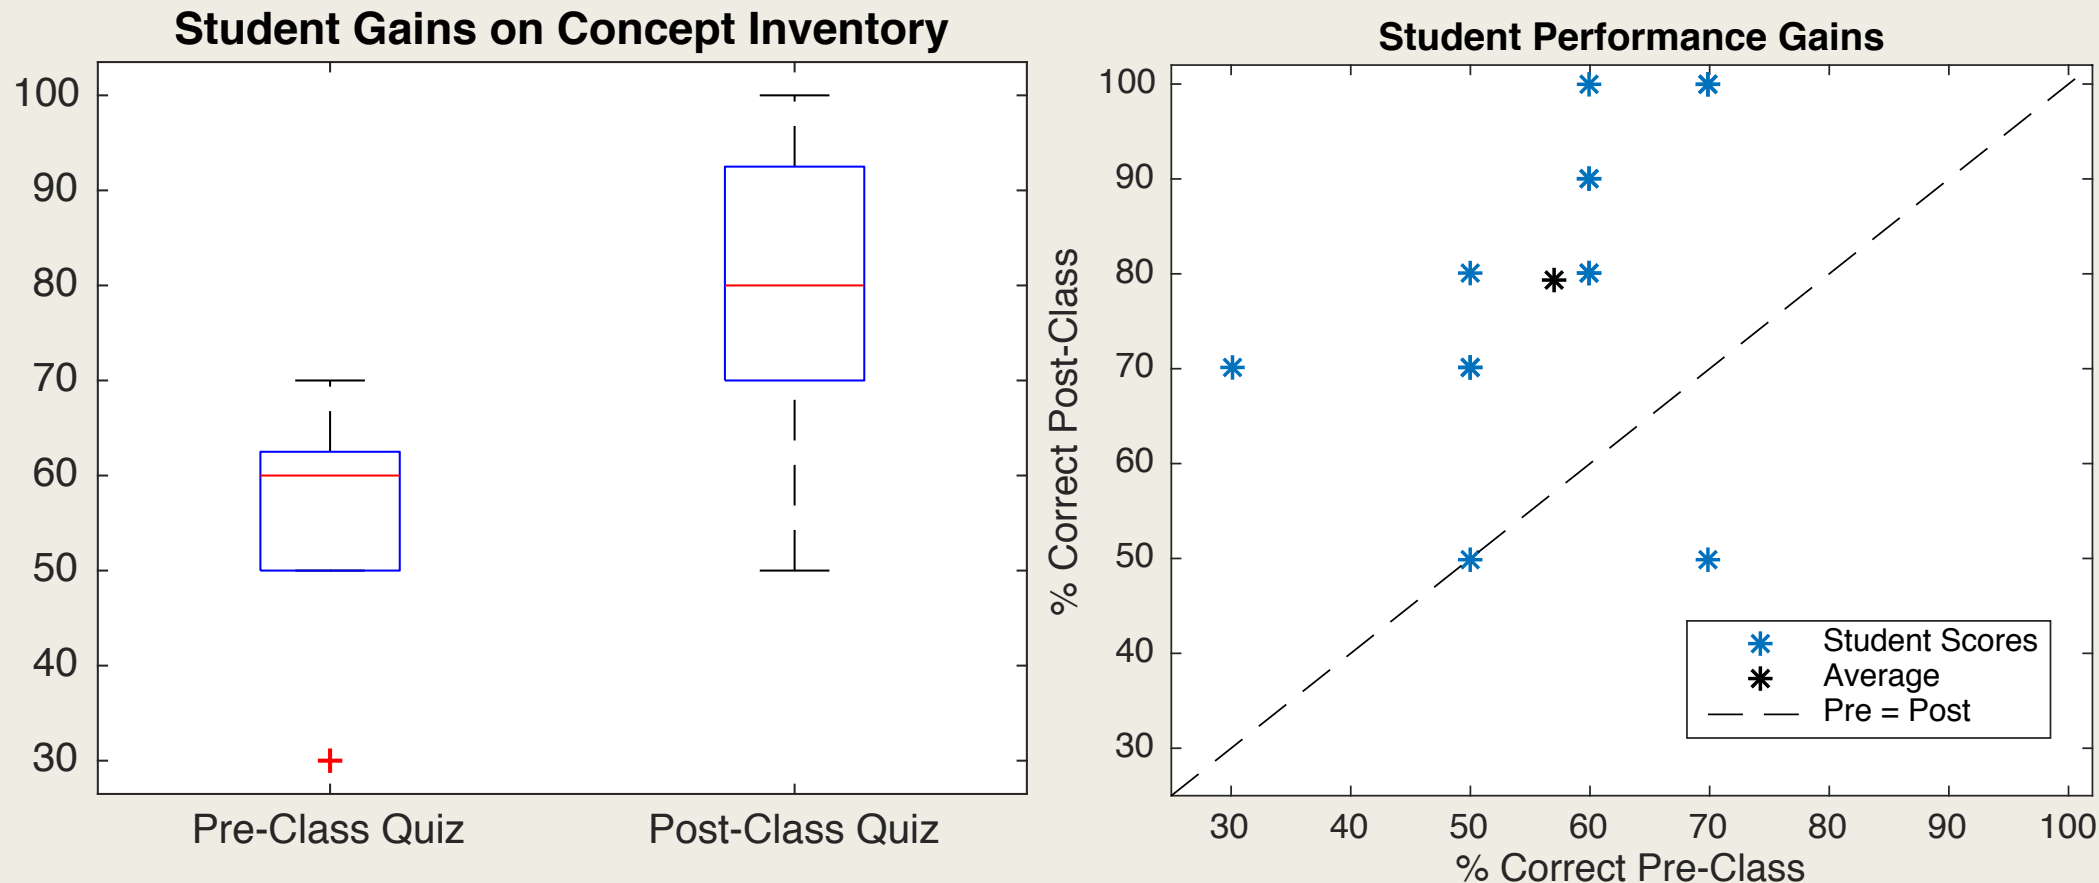 Student Gains on Concept Inventory
100
90
80
70
60
50
40
30
Pre-Class Quiz
Post-Class Quiz
Student Performance Gains
% Correct Post-Class
100
90
80
70
60
50
40
30
Student Scores
Average
Pre = Post
30 40 50 60 70 80 90 100
% Correct Pre-Class